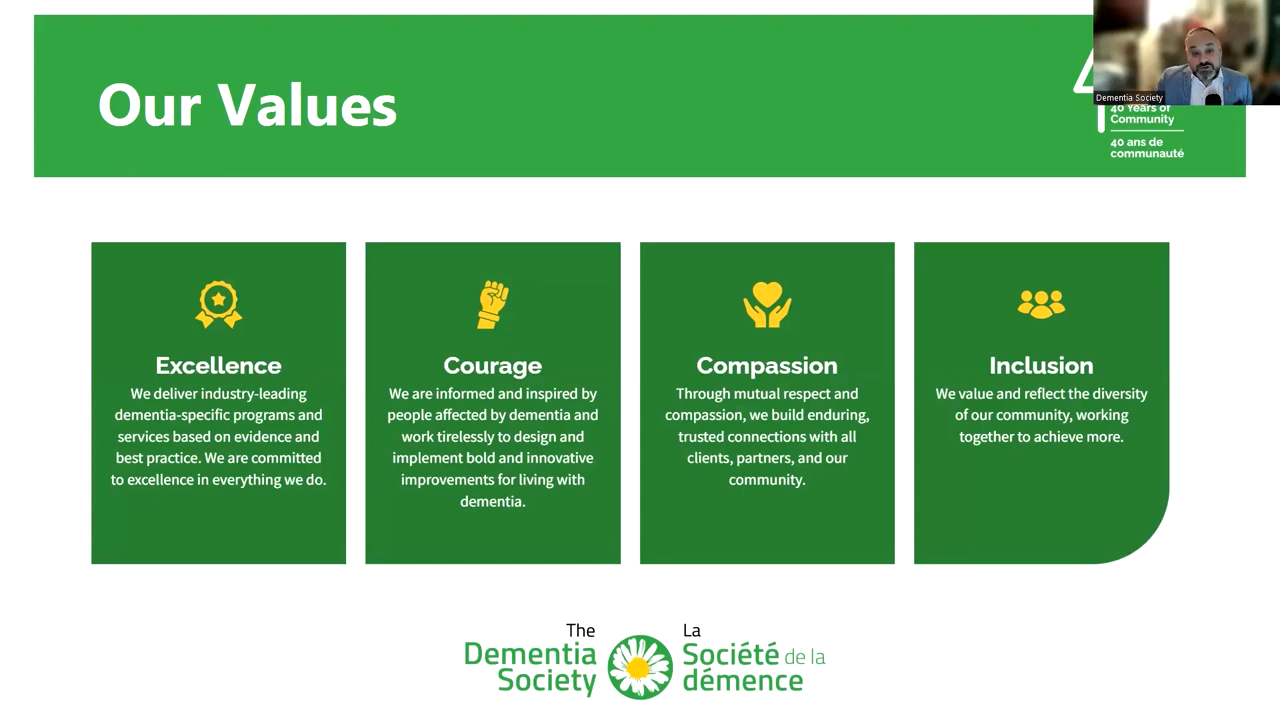 Our Values
Dementia Society
40 Years of
Community
40 ans de
communauté
Excellence
We deliver industry-leading
dementia-specific programs and
services based on evidence and
best practice. We are committed
to excellence in everything we do.
Courage
We are informed and inspired by
people affected by dementia and
work tirelessly to design and
implement bold and innovative
improvements for living with
dementia.
Compassion
Through mutual respect and
compassion, we build enduring,
trusted connections with all
clients, partners, and our
community.
Inclusion
We value and reflect the diversity
of our community, working
together to achieve more.
The
Dementia
Society
La
Société de la
démence